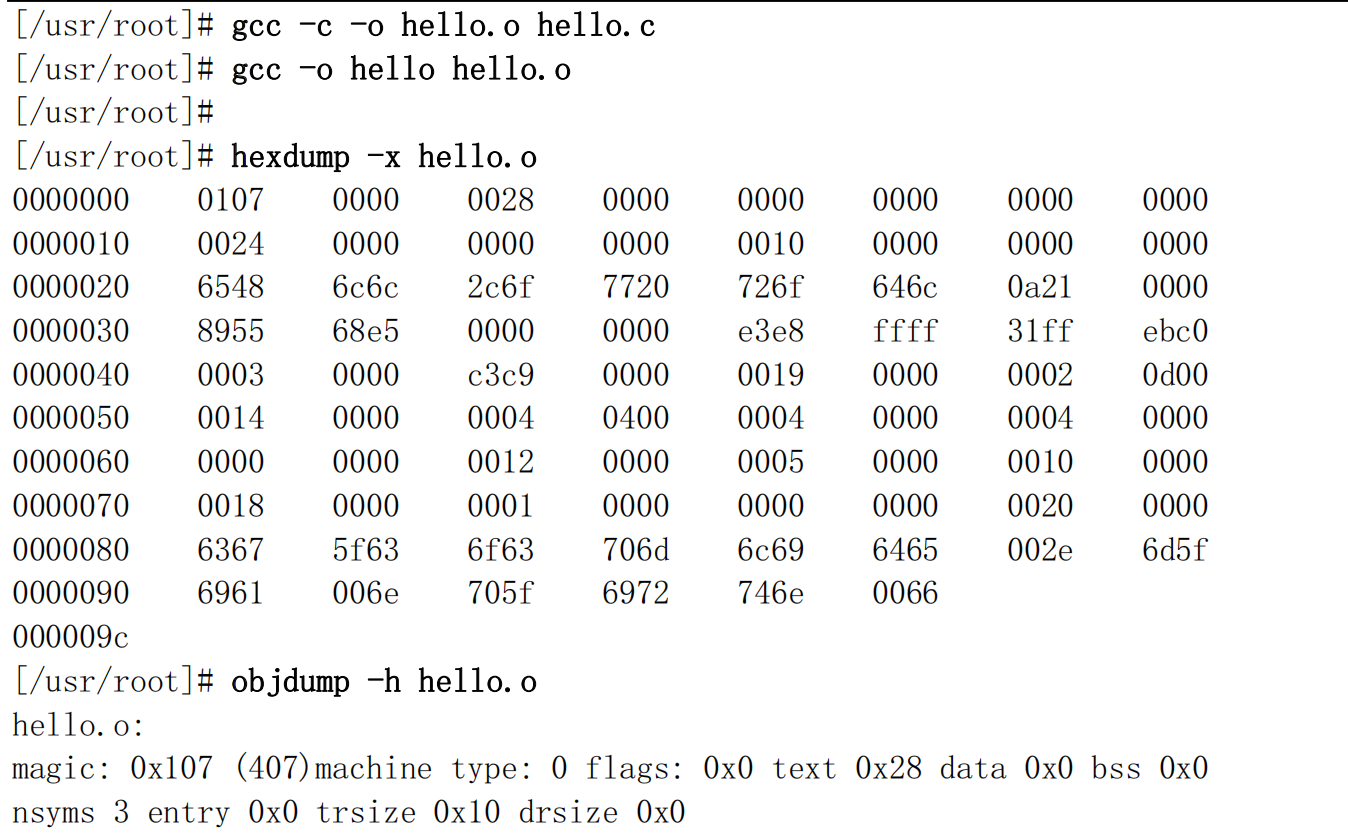 [/usr/root]# gcc -c -o hello.o hello.c
[/usr/root]# gcc -o hello hello.o
[/usr/root]#
[/usr/root]# hexdump -x hello.o
0000000    0107    0000    0028    0000    0000    0000    0000    0000
0000010    0024    0000    0000    0000    0010    0000    0000    0000
0000020    6548    6c6c    2c6f    7720    726f    646c    0a21    0000
0000030    8955    68e5    0000    0000    e3e8    ffff    31ff    ebc0
0000040    0003    0000    c3c9    0000    0019    0000    0002    0d00
0000050    0014    0000    0004    0400    0004    0000    0004    0000
0000060    0000    0000    0012    0000    0005    0000    0010    0000
0000070    0018    0000    0001    0000    0000    0000    0020    0000
0000080    6367    5f63    6f63    706d    6c69    6465    002e    6d5f
0000090    6961    006e    705f    6972    746e    0066
000009c
[/usr/root]# objdump -h hello.o
hello.o:
magic: 0x107 (407)machine type: 0 flags: 0x0 text 0x28 data 0x0 bss 0x0
nsyms 3 entry 0x0 trsize 0x10 drsize 0x0